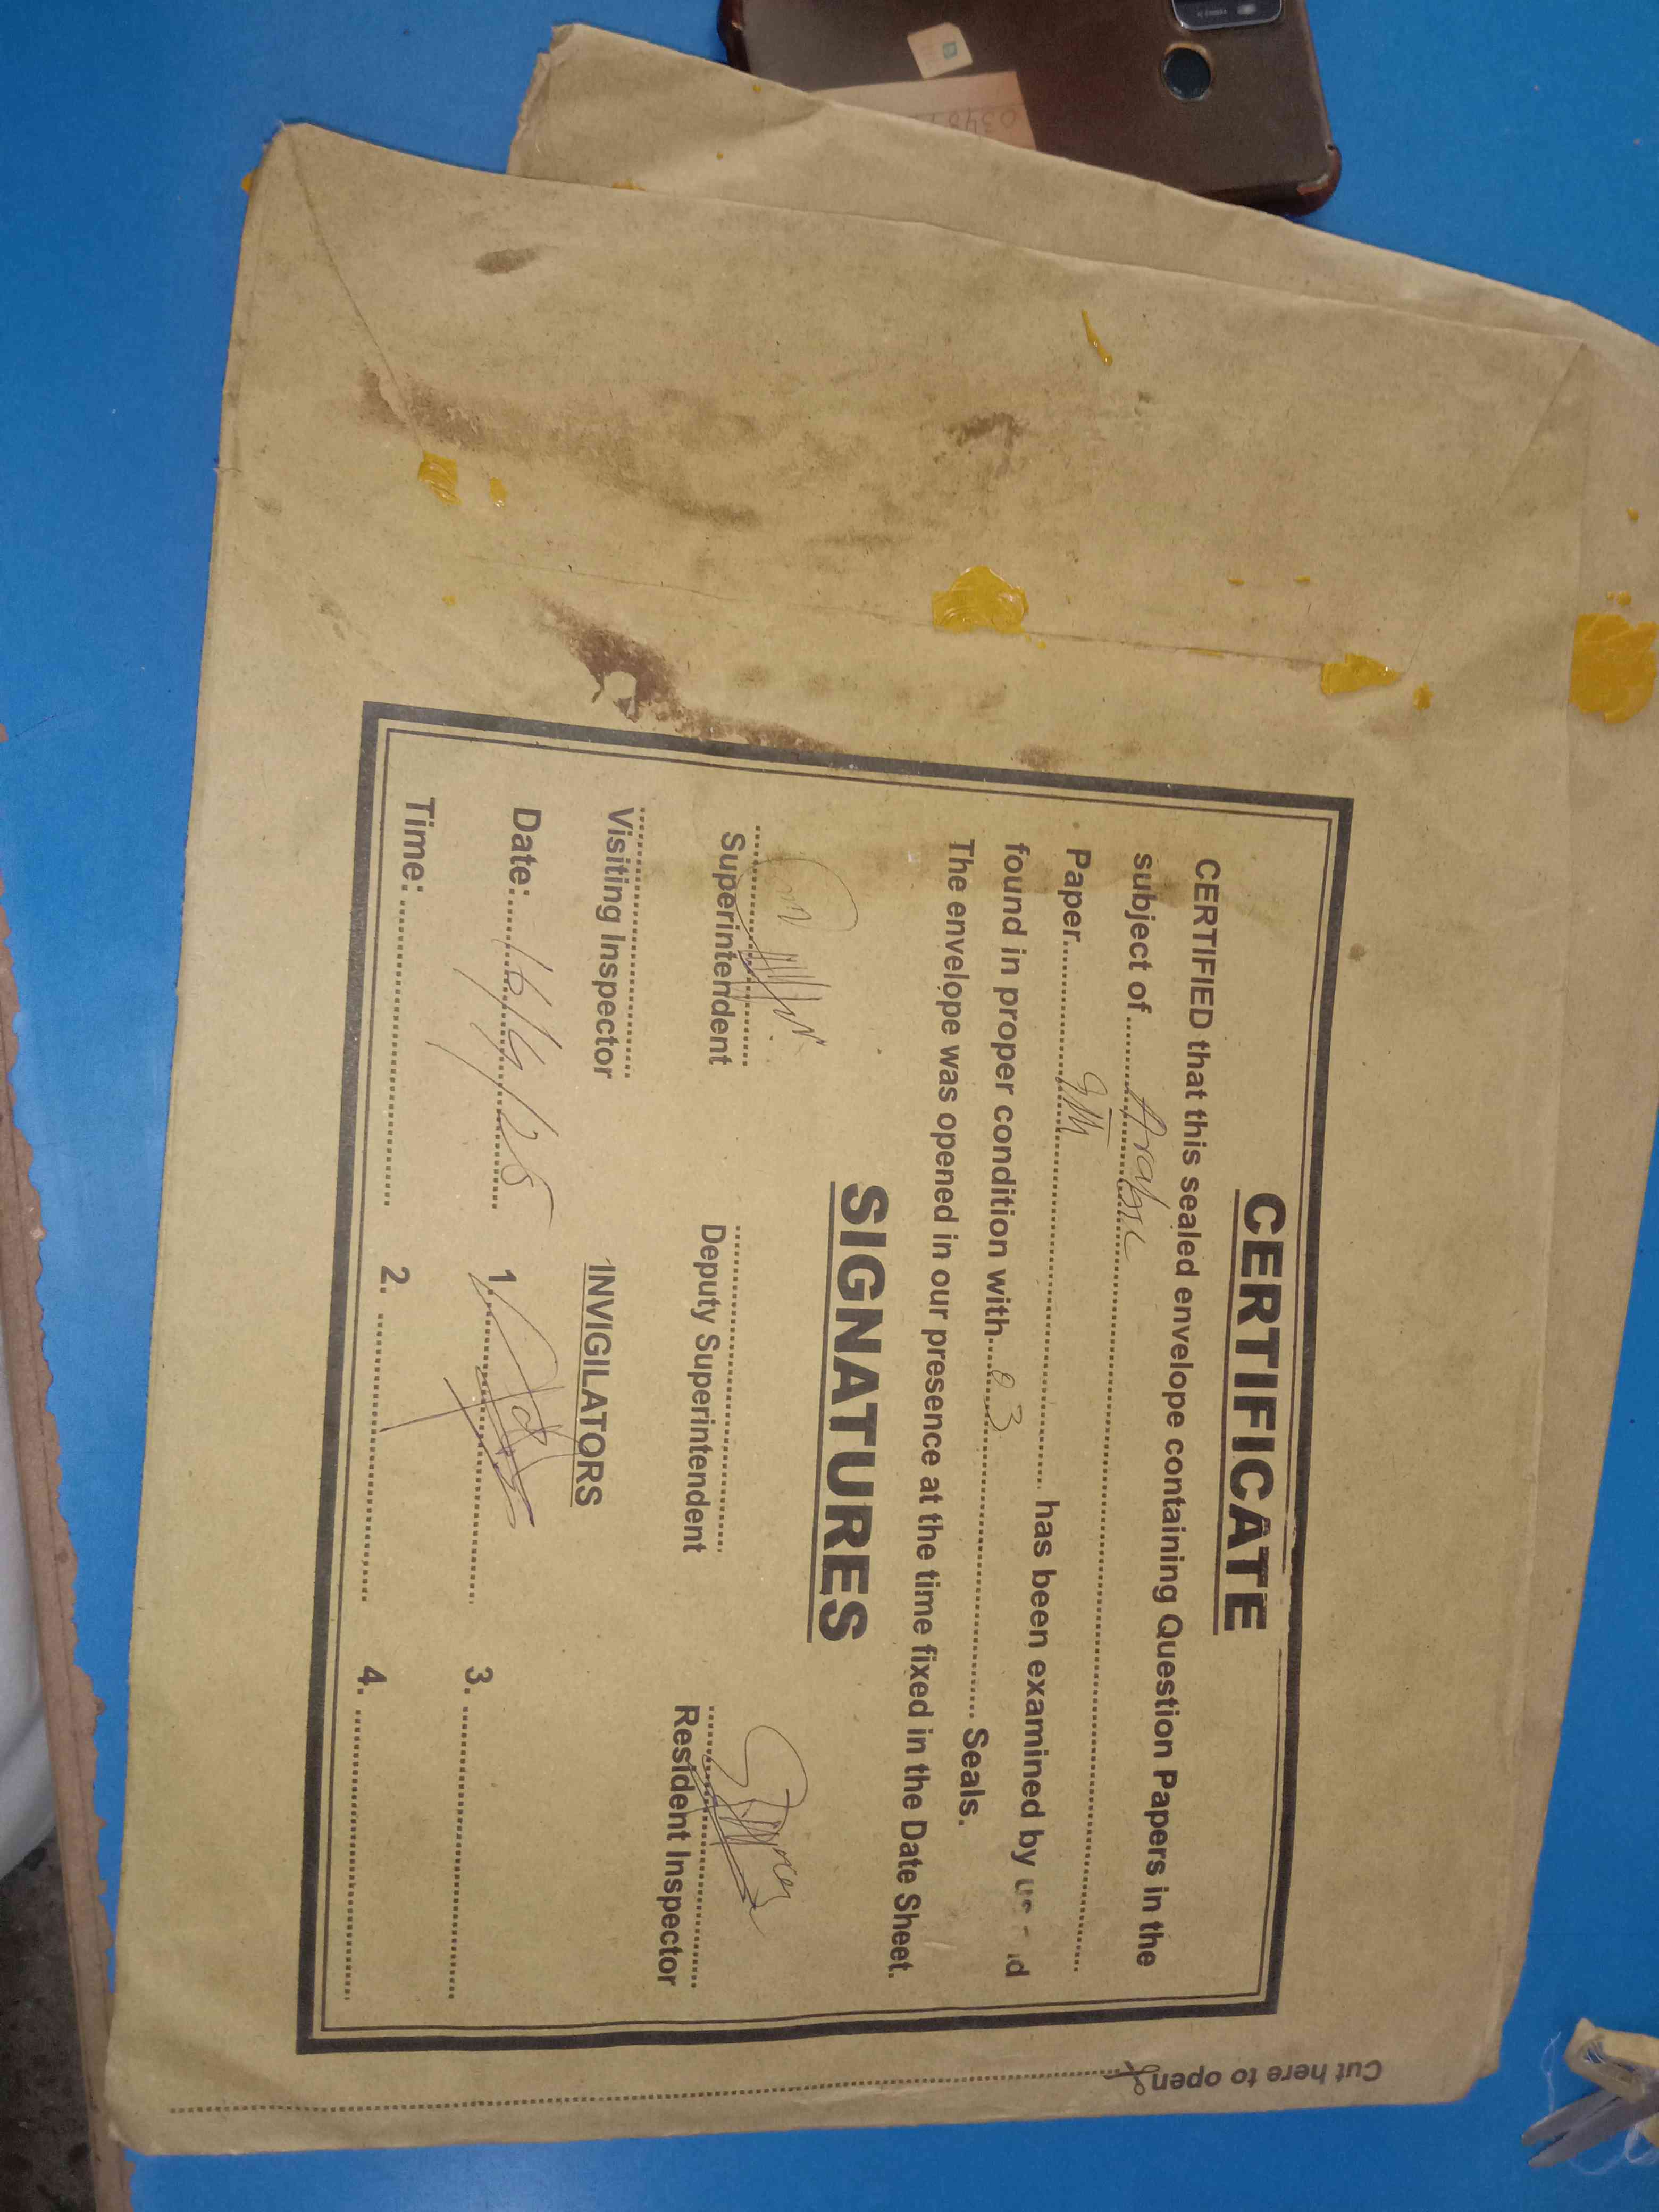 CERTIFICATE
CERTIFIED that this sealed envelope containing Question Papers in the
subject of ........ Arabic ........
Paper........ 9th ........ has been examined by us
found in proper condition with.... 03 ........ Seals.
The envelope was opened in our presence at the time fixed in the Date Sheet.
SIGNATURES
Superintendent
Deputy Superintendent
Resident Inspector
Visiting Inspector
INVIGILATORS
Date:..... 16/4/25
1.
3.
Time:
2.
4.
Cut here to open